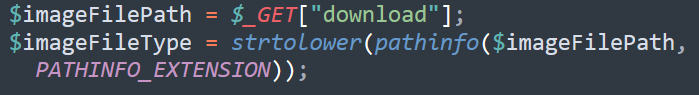 $imageFilePath = $_GET["download"];
$imageFileType = strtolower(pathinfo($imageFilePath,
PATHINFO_EXTENSION));